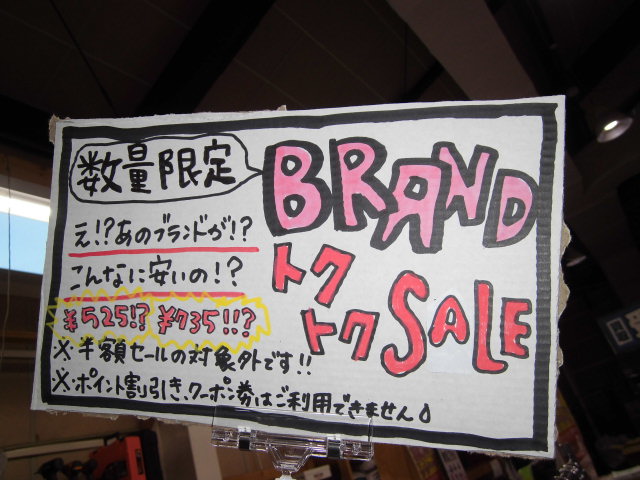 数量限定
BRAND
え!?あのブランドが!?
こんなに安いの!?
¥525!? ¥735!!?
トク
トク SALE
※半額セールの対象外です!!
※ポイント割り引き、クーポン券はご利用できません。